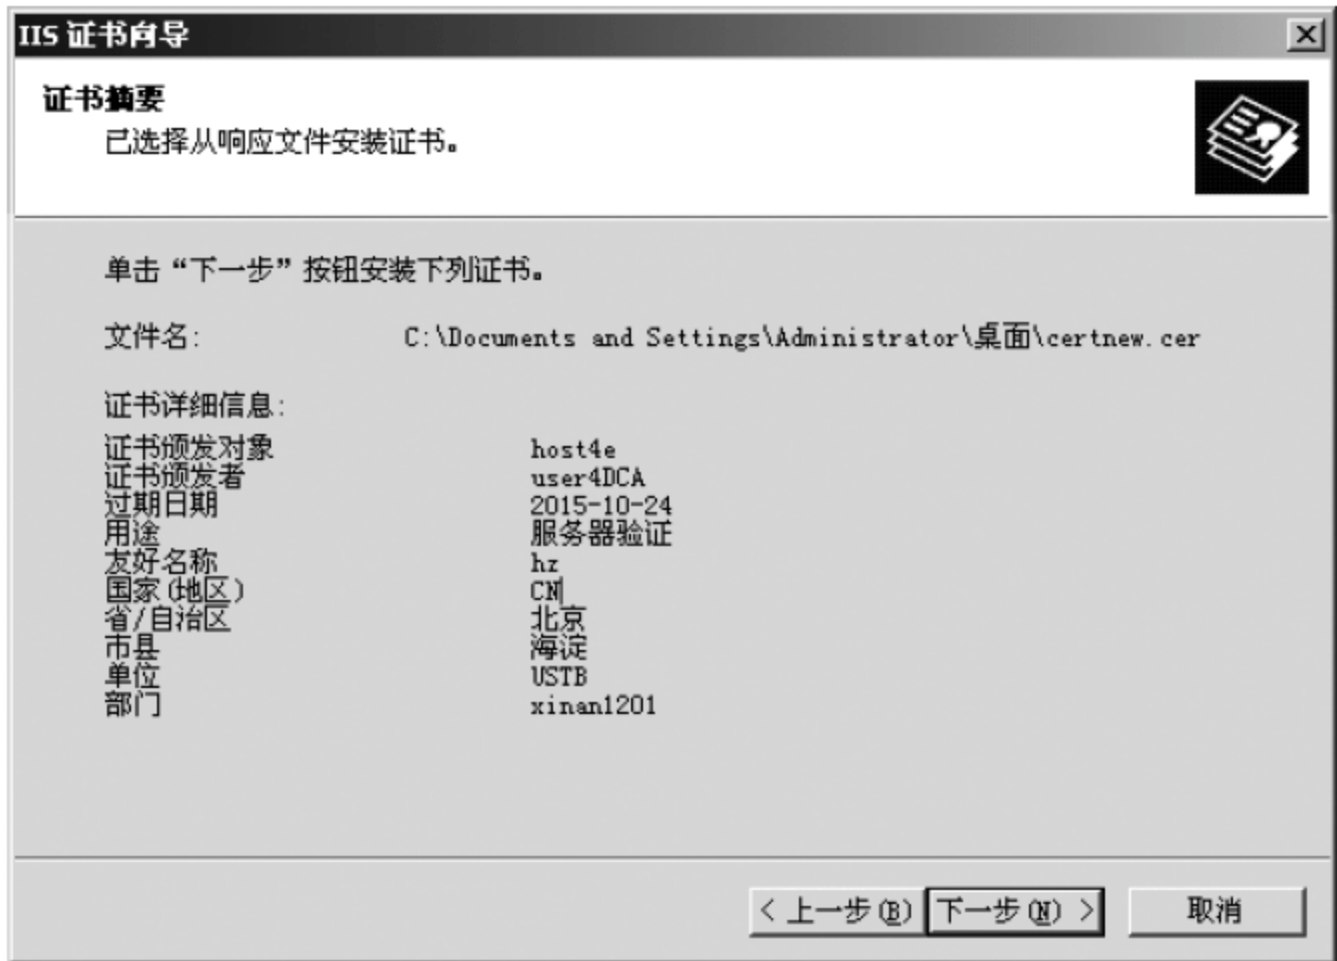 IIS 证书向导
证书摘要
已选择从响应文件安装证书。
单击“下一步”按钮安装下列证书。
文件名: C:\Documents and Settings\Administrator\桌面\certnew.cer
证书详细信息:
证书颁发对象 host4e
证书颁发者 user4DCA
过期日期 2015-10-24
用途 服务器验证
友好名称 hz
国家(地区) CN
省/自治区 北京
市县 海淀
单位 USTB
部门 xinan1201
< 上一步(B) 下一步(N) > 取消